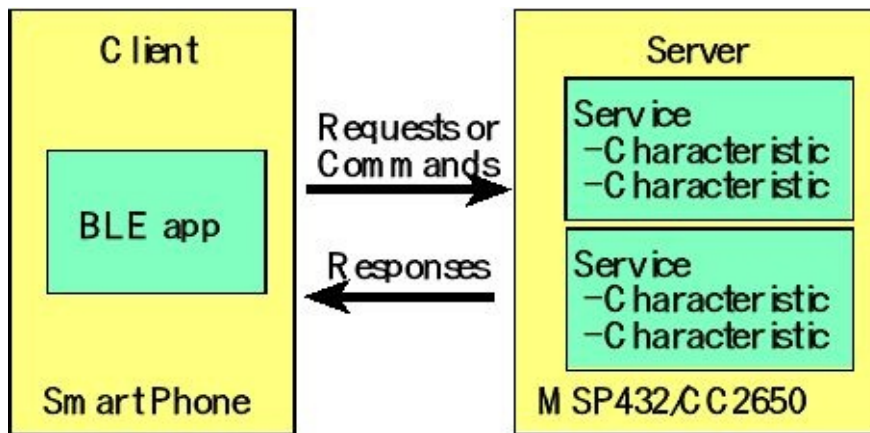 Client
BLE app
SmartPhone
Requests or
Commands
Responses
Server
Service
-Characteristic
-Characteristic
Service
-Characteristic
-Characteristic
MSP432/CC2650